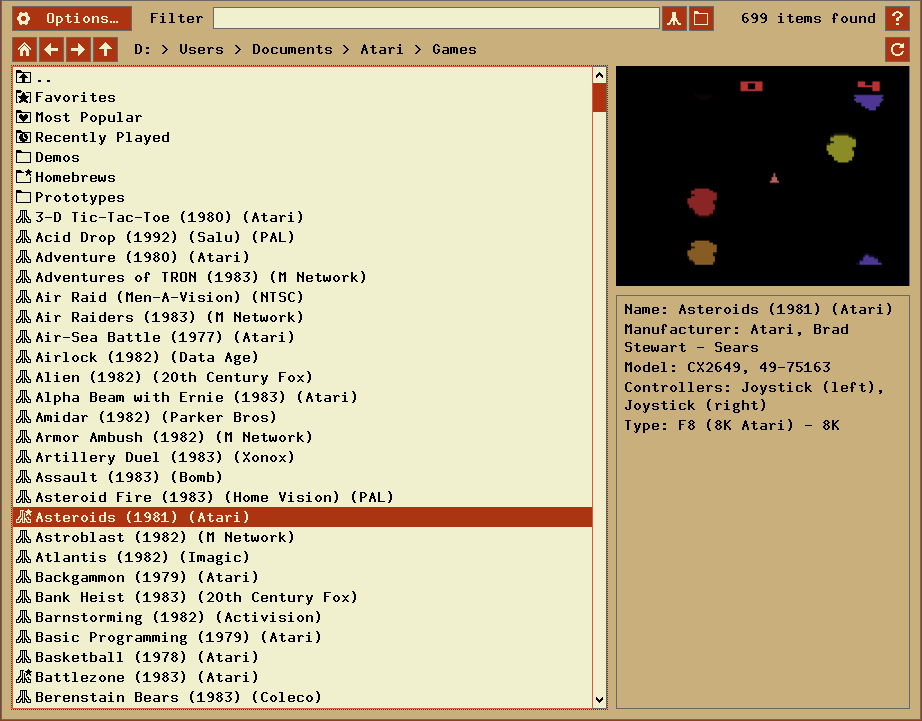 Options…
Filter
699 items found
?
D: > Users > Documents > Atari > Games
..
Favorites
Most Popular
Recently Played
Demos
Homebrews
Prototypes
3-D Tic-Tac-Toe (1980) (Atari)
Acid Drop (1992) (Salu) (PAL)
Adventure (1980) (Atari)
Adventures of TRON (1983) (M Network)
Air Raid (Men-A-Vision) (NTSC)
Air Raiders (1983) (M Network)
Air-Sea Battle (1977) (Atari)
Airlock (1982) (Data Age)
Alien (1982) (20th Century Fox)
Alpha Beam with Ernie (1983) (Atari)
Amidar (1982) (Parker Bros)
Armor Ambush (1982) (M Network)
Artillery Duel (1983) (Xonox)
Assault (1983) (Bomb)
Asteroid Fire (1983) (Home Vision) (PAL)
Asteroids (1981) (Atari)
Astroblast (1982) (M Network)
Atlantis (1982) (Imagic)
Backgammon (1979) (Atari)
Bank Heist (1983) (20th Century Fox)
Barnstorming (1982) (Activision)
Basic Programming (1979) (Atari)
Basketball (1978) (Atari)
Battlezone (1983) (Atari)
Berenstain Bears (1983) (Coleco)
0 4
Name: Asteroids (1981) (Atari)
Manufacturer: Atari, Brad
Stewart - Sears
Model: CX2649, 49-75163
Controllers: Joystick (left),
Joystick (right)
Type: F8 (8K Atari) - 8K